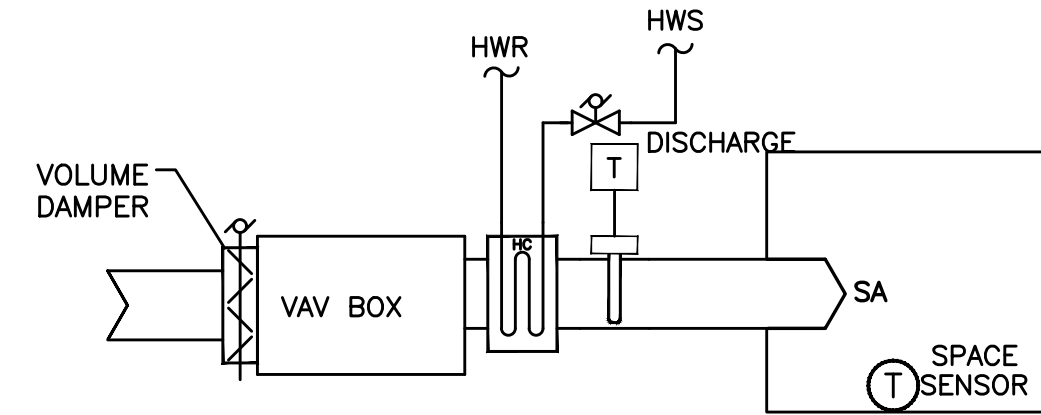 HWS
HWR
DISCHARGE
T
VOLUME
DAMPER
HC
VAV BOX
SA
SPACE
T SENSOR